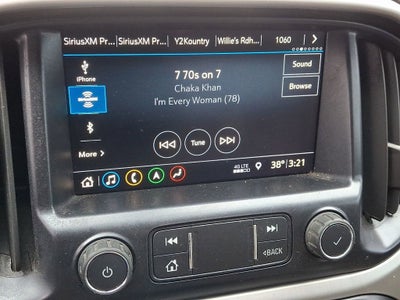 SiriusXM Pr... SiriusXM Pr... Y2Kountry Willie's Rdh... 1060
iPhone
7 70s on 7
Sound
Chaka Khan
Browse
I'm Every Woman (78)
Tune
More
4G LTE
38° 3:21
<BACK